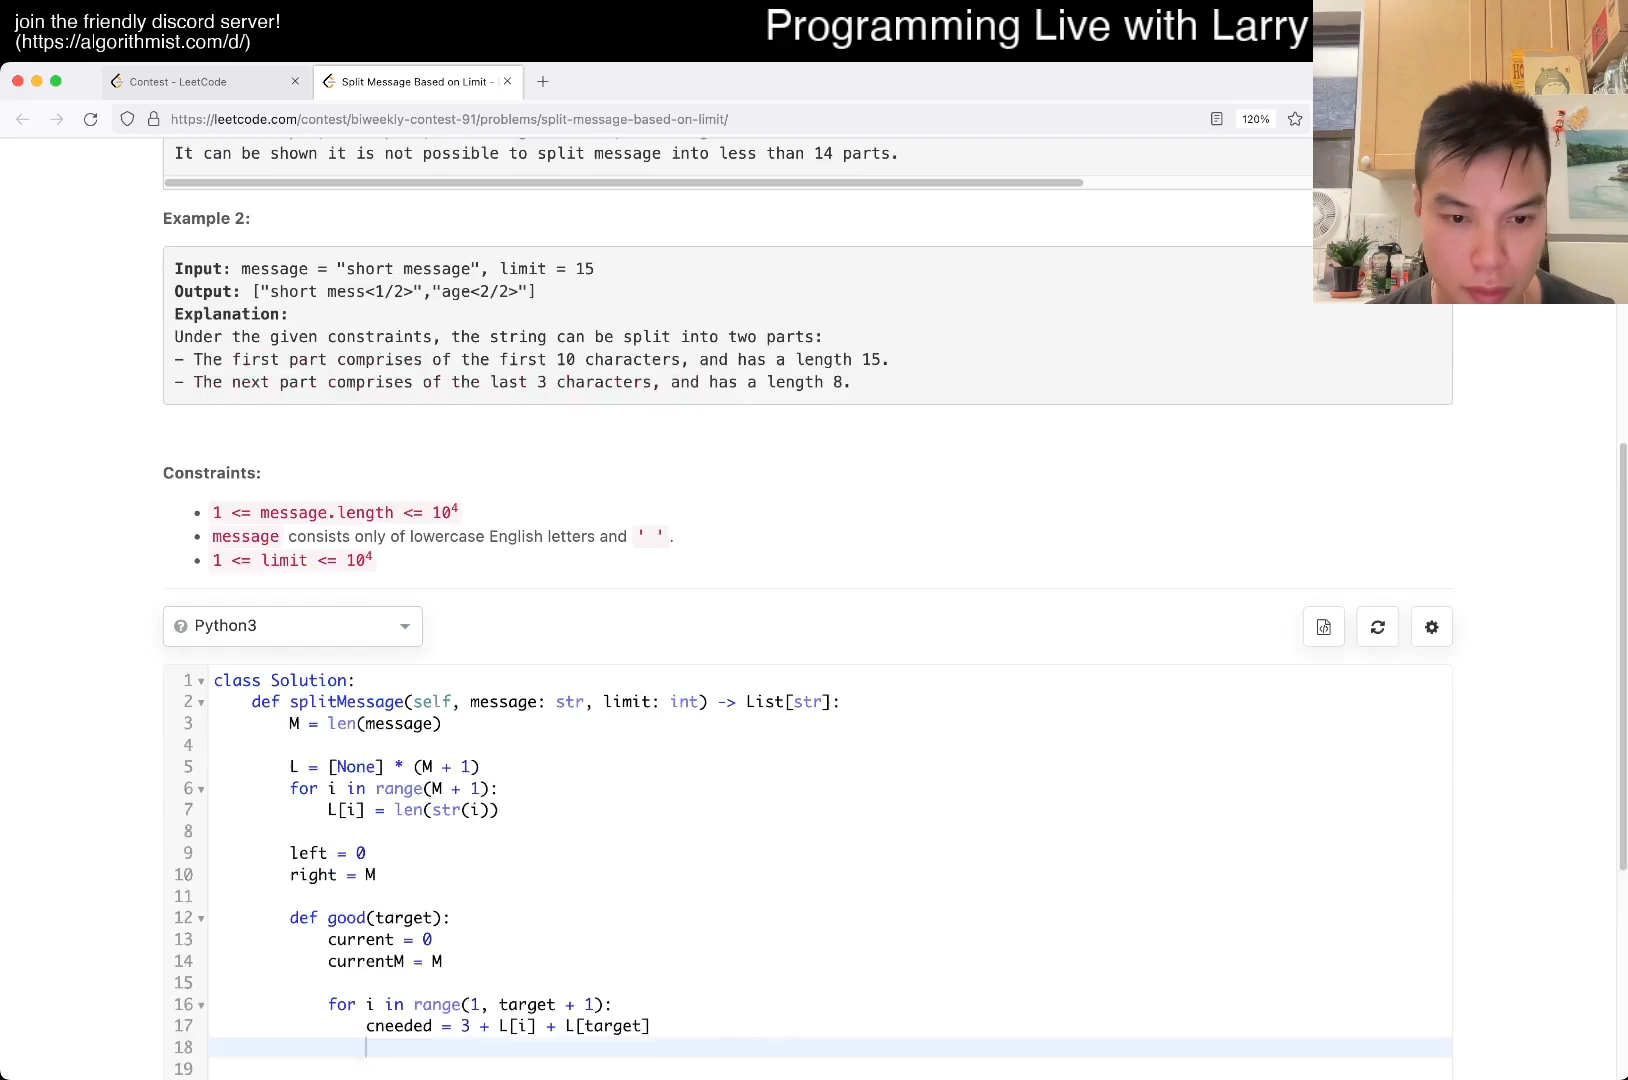 join the friendly discord server!
(https://algorithmist.com/d/)
Programming Live with Larry
Contest - LeetCode
Split Message Based on Limit -
https://leetcode.com/contest/biweekly-contest-91/problems/split-message-based-on-limit/
120%
It can be shown it is not possible to split message into less than 14 parts.
Example 2:
Input: message = "short message", limit = 15
Output: ["short mess<1/2>","age<2/2>"]
Explanation:
Under the given constraints, the string can be split into two parts:
- The first part comprises of the first 10 characters, and has a length 15.
- The next part comprises of the last 3 characters, and has a length 8.
Constraints:
• 1 <= message.length <= 10^4
• message consists only of lowercase English letters and ' '.
• 1 <= limit <= 10^4
Python3
1 class Solution:
2     def splitMessage(self, message: str, limit: int) -> List[str]:
3         M = len(message)
4
5         L = [None] * (M + 1)
6         for i in range(M + 1):
7             L[i] = len(str(i))
8
9         left = 0
10         right = M
11
12         def good(target):
13             current = 0
14             currentM = M
15
16             for i in range(1, target + 1):
17                 cneeded = 3 + L[i] + L[target]
18
19